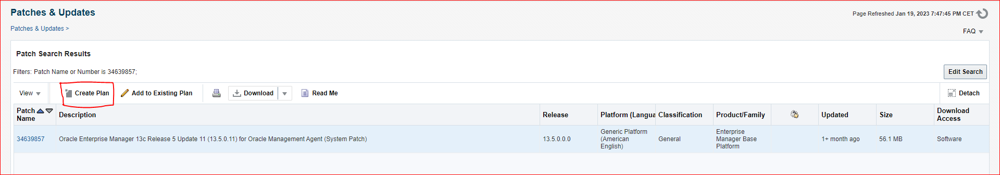 Patches & Updates
Page Refreshed Jan 19, 2023 7:47:45 PM CET
Patches & Updates >
FAQ
Patch Search Results
Filters: Patch Name or Number is 34639857;
Edit Search
View Create Plan Add to Existing Plan Download Read Me Detach
Patch Name Description Release Platform (Langua Classification Product/Family Updated Size Download Access
34639857 Oracle Enterprise Manager 13c Release 5 Update 11 (13.5.0.11) for Oracle Management Agent (System Patch) 13.5.0.0.0 Generic Platform (American English) General Enterprise Manager Base Platform 1+ month ago 56.1 MB Software